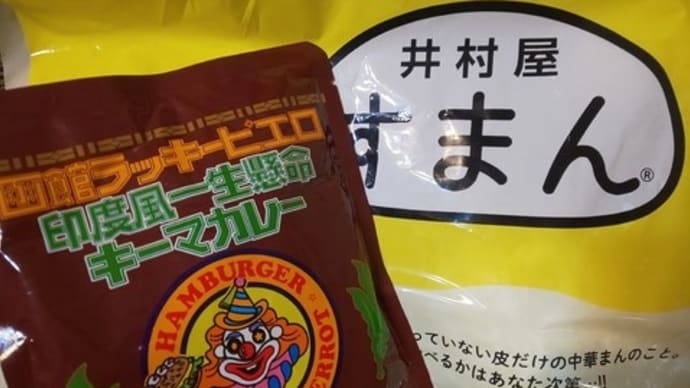 函館ラッキーピエロ
印度風一生懸命
キーマカレー
HAMBURGER
井村屋
すまん®
っていない皮だけの中華まんのこと。
べるかはあなた次第…!!